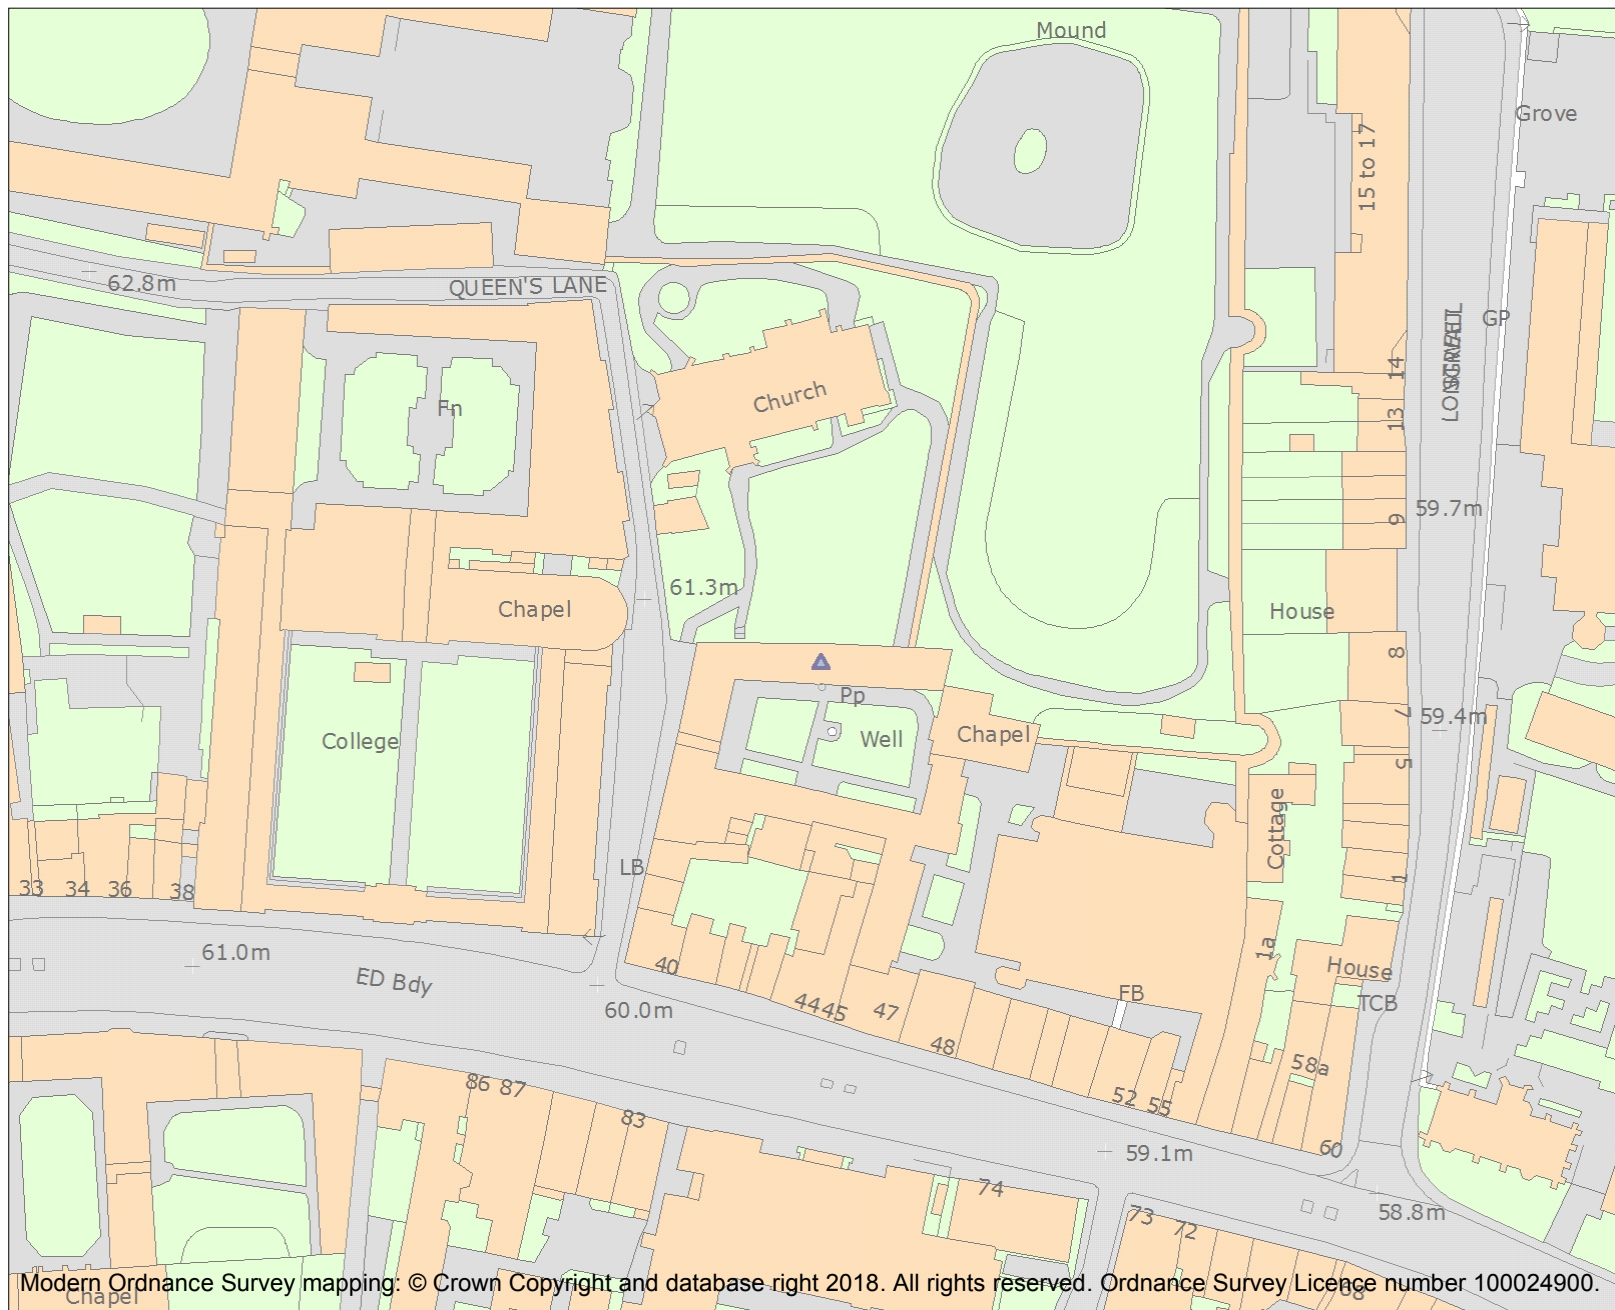 Mound
Grove
15 to 17
62.8m
QUEEN'S LANE
GP
14
Church
Fn
13
59.7m
9
61.3m
Chapel
House
8
Pp
7
59.4m
Well
Chapel
College
5
Cottage
LB
1
33
34
36
38
1a
61.0m
40
House
ED Bdy
FB
TCB
60.0m
44
45
47
48
58a
86
87
52
55
83
60
59.1m
74
58.8m
73
72
68
Modern Ordnance Survey mapping: © Crown Copyright and database right 2018. All rights reserved. Ordnance Survey Licence number 100024900.
Chapel